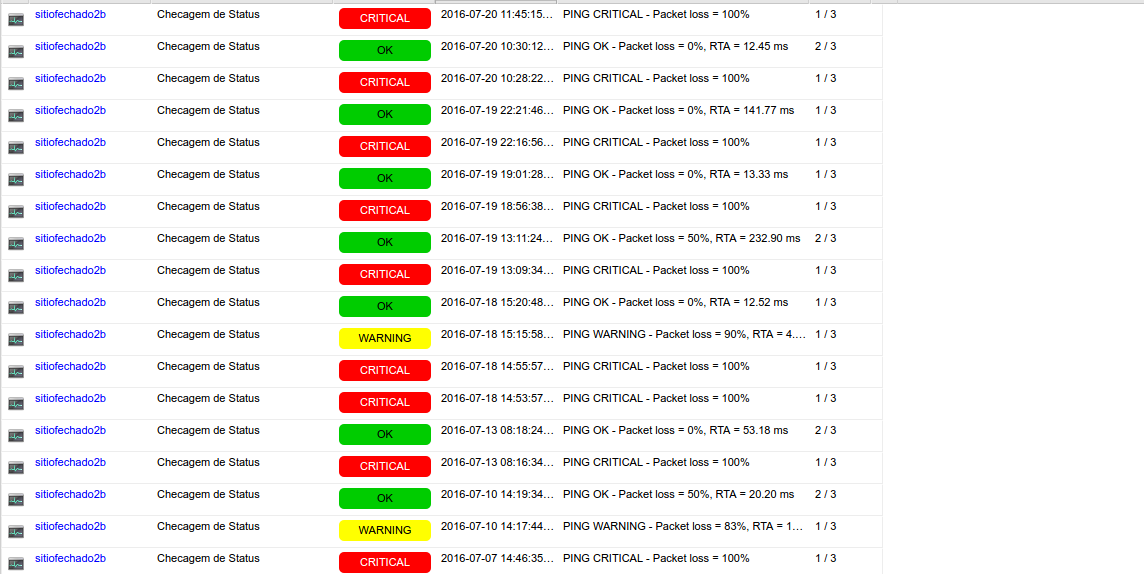 sitiofechado2b Checagem de Status CRITICAL 2016-07-20 11:45:15... PING CRITICAL - Packet loss = 100% 1 / 3
sitiofechado2b Checagem de Status OK 2016-07-20 10:30:12... PING OK - Packet loss = 0%, RTA = 12.45 ms 2 / 3
sitiofechado2b Checagem de Status CRITICAL 2016-07-20 10:28:22... PING CRITICAL - Packet loss = 100% 1 / 3
sitiofechado2b Checagem de Status OK 2016-07-19 22:21:46... PING OK - Packet loss = 0%, RTA = 141.77 ms 1 / 3
sitiofechado2b Checagem de Status CRITICAL 2016-07-19 22:16:56... PING CRITICAL - Packet loss = 100% 1 / 3
sitiofechado2b Checagem de Status OK 2016-07-19 19:01:28... PING OK - Packet loss = 0%, RTA = 13.33 ms 1 / 3
sitiofechado2b Checagem de Status CRITICAL 2016-07-19 18:56:38... PING CRITICAL - Packet loss = 100% 1 / 3
sitiofechado2b Checagem de Status OK 2016-07-19 13:11:24... PING OK - Packet loss = 50%, RTA = 232.90 ms 2 / 3
sitiofechado2b Checagem de Status CRITICAL 2016-07-19 13:09:34... PING CRITICAL - Packet loss = 100% 1 / 3
sitiofechado2b Checagem de Status OK 2016-07-18 15:20:48... PING OK - Packet loss = 0%, RTA = 12.52 ms 1 / 3
sitiofechado2b Checagem de Status WARNING 2016-07-18 15:15:58... PING WARNING - Packet loss = 90%, RTA = 4.... 1 / 3
sitiofechado2b Checagem de Status CRITICAL 2016-07-18 14:55:57... PING CRITICAL - Packet loss = 100% 1 / 3
sitiofechado2b Checagem de Status CRITICAL 2016-07-18 14:53:57... PING CRITICAL - Packet loss = 100% 1 / 3
sitiofechado2b Checagem de Status OK 2016-07-13 08:18:24... PING OK - Packet loss = 0%, RTA = 53.18 ms 2 / 3
sitiofechado2b Checagem de Status CRITICAL 2016-07-13 08:16:34... PING CRITICAL - Packet loss = 100% 1 / 3
sitiofechado2b Checagem de Status OK 2016-07-10 14:19:34... PING OK - Packet loss = 50%, RTA = 20.20 ms 2 / 3
sitiofechado2b Checagem de Status WARNING 2016-07-10 14:17:44... PING WARNING - Packet loss = 83%, RTA = 1... 1 / 3
sitiofechado2b Checagem de Status CRITICAL 2016-07-07 14:46:35... PING CRITICAL - Packet loss = 100% 1 / 3